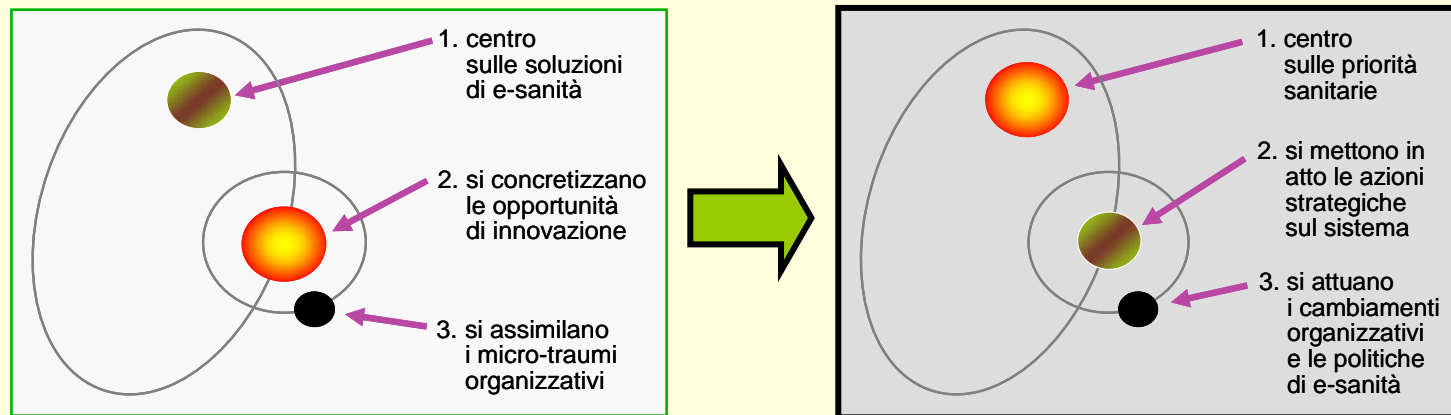 1. centro
sulle soluzioni
di e-sanità
2. si concretizzano
le opportunità
di innovazione
3. si assimilano
i micro-traumi
organizzativi
1. centro
sulle priorità
sanitarie
2. si mettono in
atto le azioni
strategiche
sul sistema
3. si attuano
i cambiamenti
organizzativi
e le politiche
di e-sanità